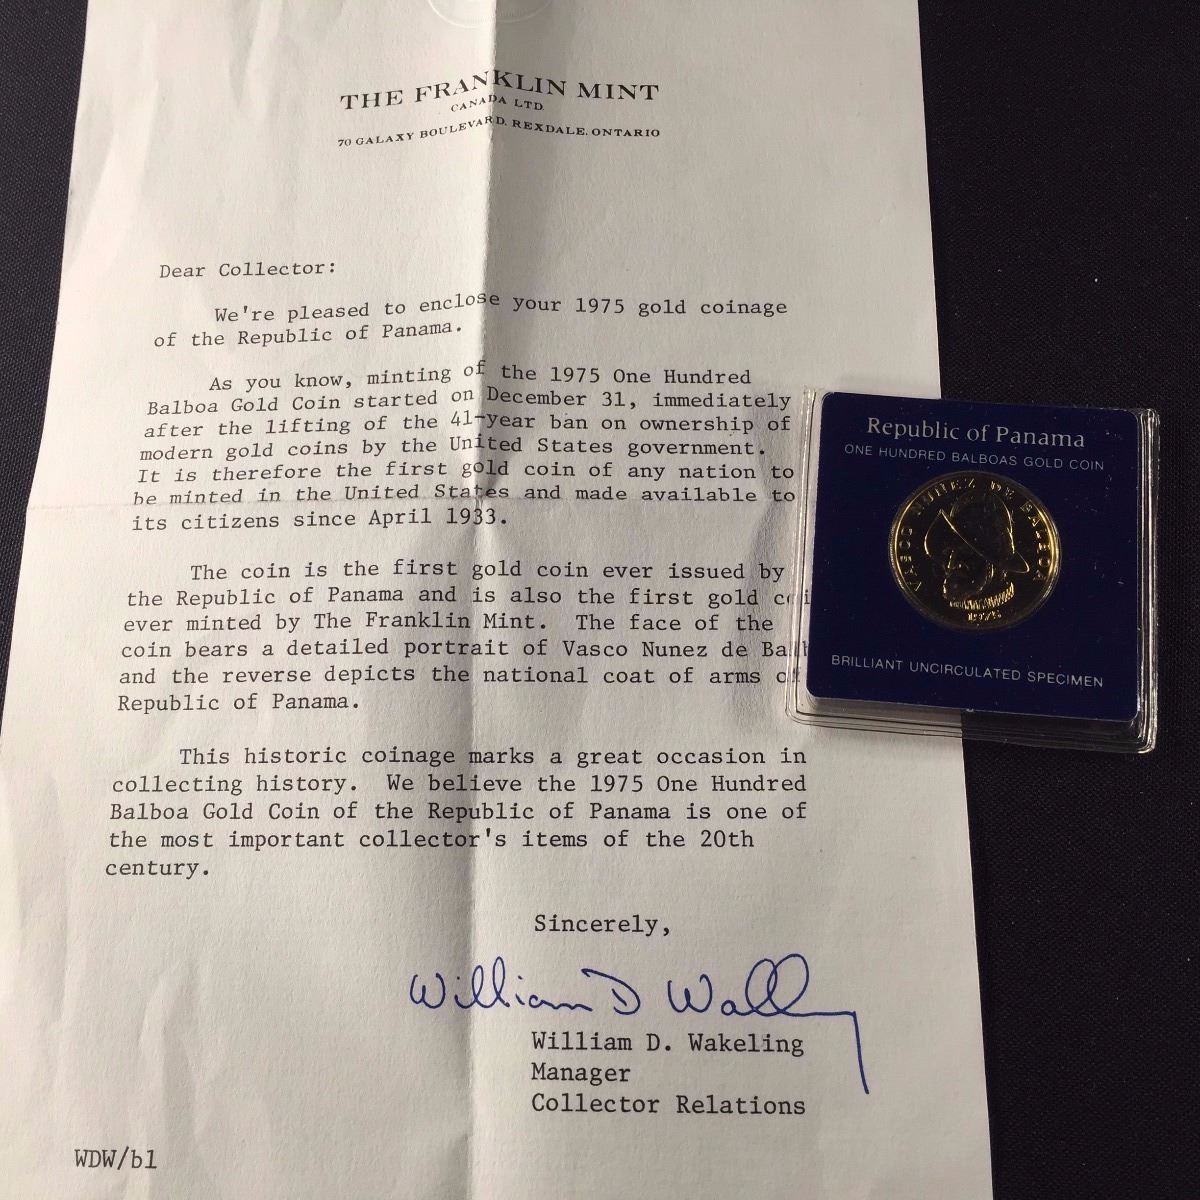 THE FRANKLIN MINT
CANADA LTD.
70 GALAXY BOULEVARD, REXDALE, ONTARIO
Dear Collector:
We're pleased to enclose your 1975 gold coinage
of the Republic of Panama.
As you know, minting of the 1975 One Hundred
Balboa Gold Coin started on December 31, immediately
after the lifting of the 41-year ban on ownership of
modern gold coins by the United States government.
It is therefore the first gold coin of any nation to
be minted in the United States and made available to
its citizens since April 1933.
The coin is the first gold coin ever issued by
the Republic of Panama and is also the first gold coi
ever minted by The Franklin Mint. The face of the
coin bears a detailed portrait of Vasco Nunez de Balb
and the reverse depicts the national coat of arms of
Republic of Panama.
This historic coinage marks a great occasion in
collecting history. We believe the 1975 One Hundred
Balboa Gold Coin of the Republic of Panama is one of
the most important collector's items of the 20th
century.
Sincerely,
William D Wakeling
William D. Wakeling
Manager
Collector Relations
WDW/bl
Republic of Panama
ONE HUNDRED BALBOAS GOLD COIN
VASCO NUÑEZ DE BALBOA
1975
BRILLIANT UNCIRCULATED SPECIMEN